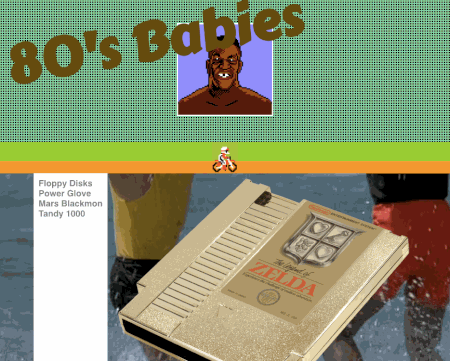 80's Babies
Floppy Disks
Power Glove
Mars Blackmon
Tandy 1000
The Legend of
ZELDA